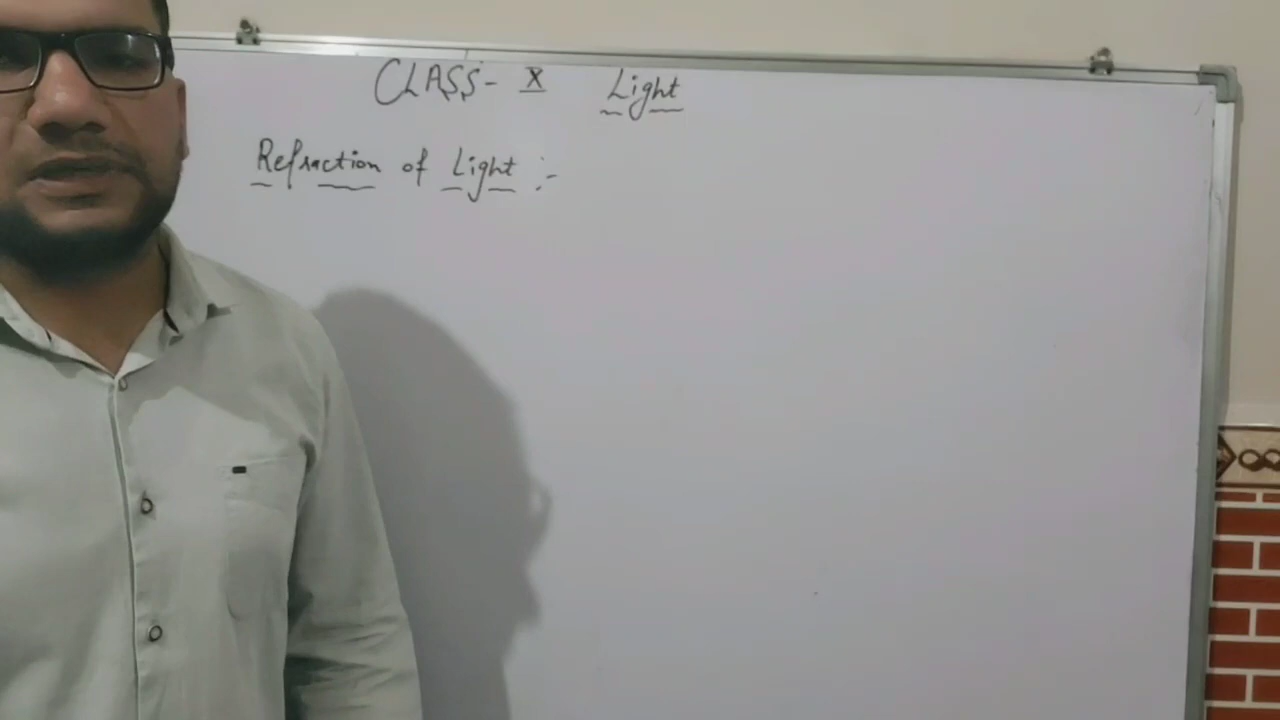 CLASS- X Light
Refraction of Light :-